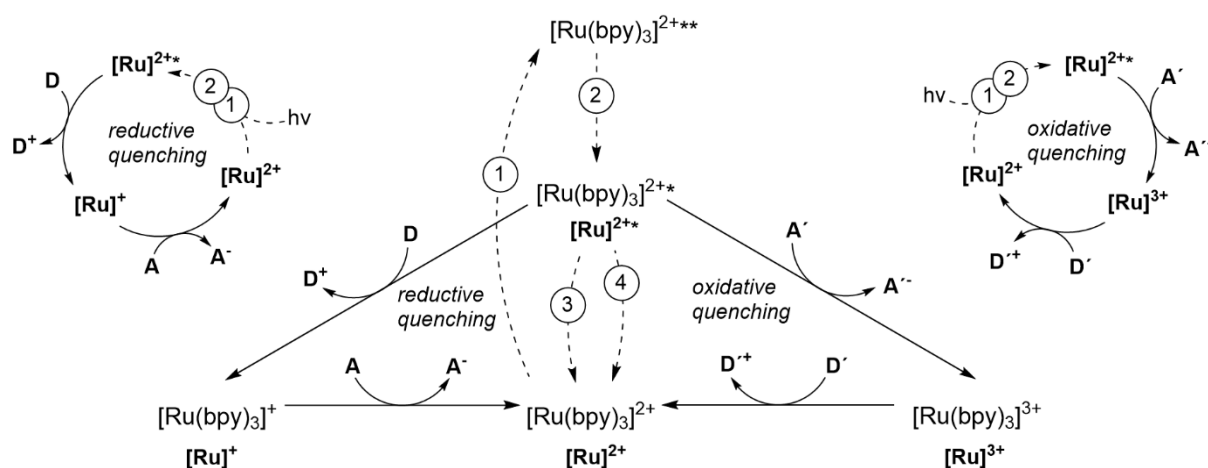 [Ru(bpy)₃]²⁺**
2
1
[Ru(bpy)₃]²⁺*
[Ru]²⁺*
3
4
D
D⁺
reductive
quenching
A´
A´⁻
oxidative
quenching
A
A⁻
D´⁺
D´
[Ru(bpy)₃]⁺
[Ru]⁺
[Ru(bpy)₃]²⁺
[Ru]²⁺
[Ru(bpy)₃]³⁺
[Ru]³⁺
[Ru]²⁺*
D
2
1
hν
D⁺
reductive
quenching
[Ru]²⁺
[Ru]⁺
A
A⁻
[Ru]²⁺*
A´
hν
1
2
oxidative
quenching
A´⁻
[Ru]²⁺
[Ru]³⁺
D´⁺
D´